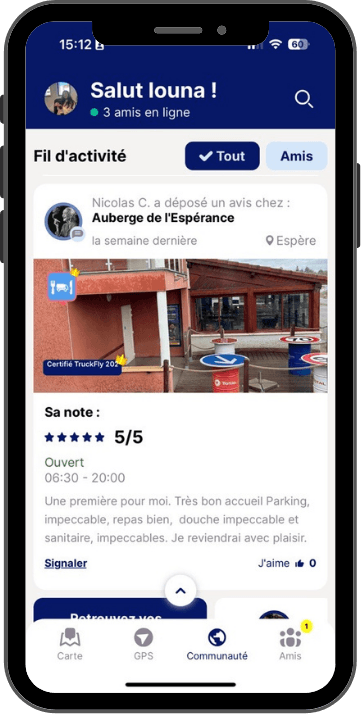 15:12
60
Salut louna !
3 amis en ligne
Fil d'activité
Tout
Amis
Nicolas C. a déposé un avis chez :
Auberge de l'Espérance
la semaine dernière
Espère
Certifié TruckFly 202
Sa note :
5/5
Ouvert
06:30 - 20:00
Une première pour moi. Très bon accueil Parking,
impeccable, repas bien, douche impeccable et
sanitaire, impeccables. Je reviendrai avec plaisir.
Signaler
J'aime 0
Retrouvez vos
1
Carte
GPS
Communauté
Amis